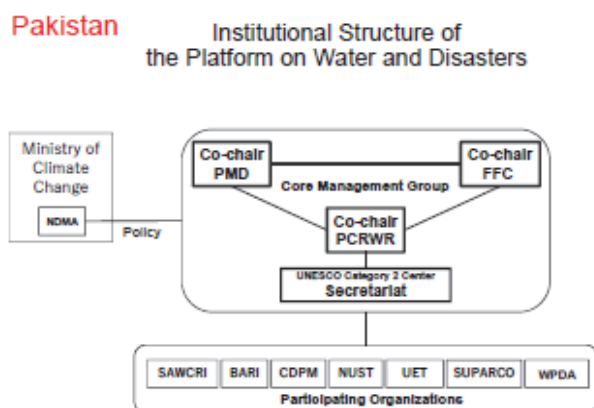 Pakistan
Institutional Structure of
the Platform on Water and Disasters
Ministry of
Climate
Change
NDMA
Policy
Co-chair
PMD
Co-chair
FFC
Core Management Group
Co-chair
PCRWR
UNESCO Category 2 Center
Secretariat
SAWCRI
BARI
CDPM
NUST
UET
SUPARCO
WPDA
Participating Organizations